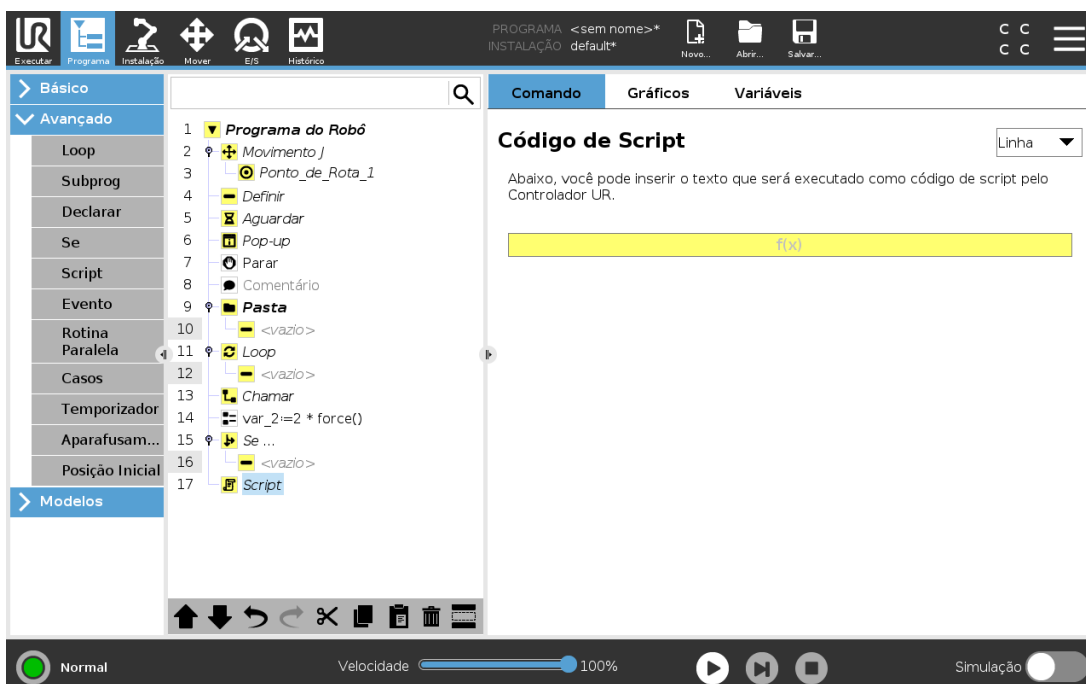 PROGRAMA <sem nome>*
INSTALAÇÃO default*
C C
C C
Executar Programa Instalação Mover E/S Histórico Novo... Abrir... Salvar...
Básico
Avançado
Loop
Subprog
Declarar
Se
Script
Evento
Rotina
Paralela
Casos
Temporizador
Aparafusam...
Posição Inicial
Modelos
1 Programa do Robô
2 Movimento J
3 Ponto_de_Rota_1
4 Definir
5 Aguardar
6 Pop-up
7 Parar
8 Comentário
9 Pasta
10 <vazio>
11 Loop
12 <vazio>
13 Chamar
14 var_2:=2 * force()
15 Se ...
16 <vazio>
17 Script
Comando Gráficos Variáveis
Código de Script
Linha
Abaixo, você pode inserir o texto que será executado como código de script pelo
Controlador UR.
f(x)
Normal
Velocidade 100%
Simulação